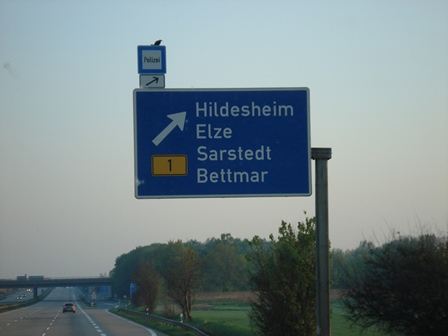 Polizei
Hildesheim
Elze
Sarstedt
Bettmar
1